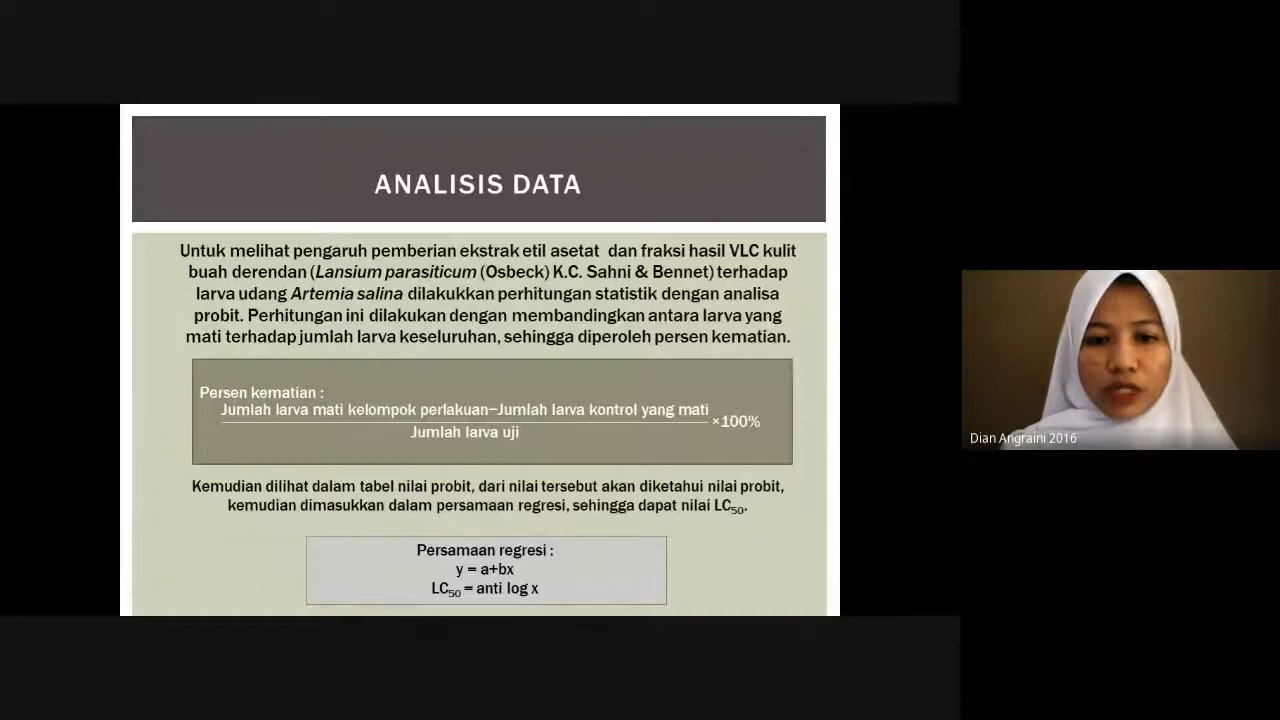 ANALISIS DATA
Untuk melihat pengaruh pemberian ekstrak etil asetat dan fraksi hasil VLC kulit
buah derendan (Lansium parasiticum (Osbeck) K.C. Sahni & Bennet) terhadap
larva udang Artemia salina dilakukkan perhitungan statistik dengan analisa
probit. Perhitungan ini dilakukan dengan membandingkan antara larva yang
mati terhadap jumlah larva keseluruhan, sehingga diperoleh persen kematian.
Persen kematian :
Jumlah larva mati kelompok perlakuan−Jumlah larva kontrol yang mati
Jumlah larva uji
×100%
Kemudian dilihat dalam tabel nilai probit, dari nilai tersebut akan diketahui nilai probit,
kemudian dimasukkan dalam persamaan regresi, sehingga dapat nilai LC₅₀.
Persamaan regresi :
y = a+bx
LC₅₀ = anti log x
Dian Angraini 2016